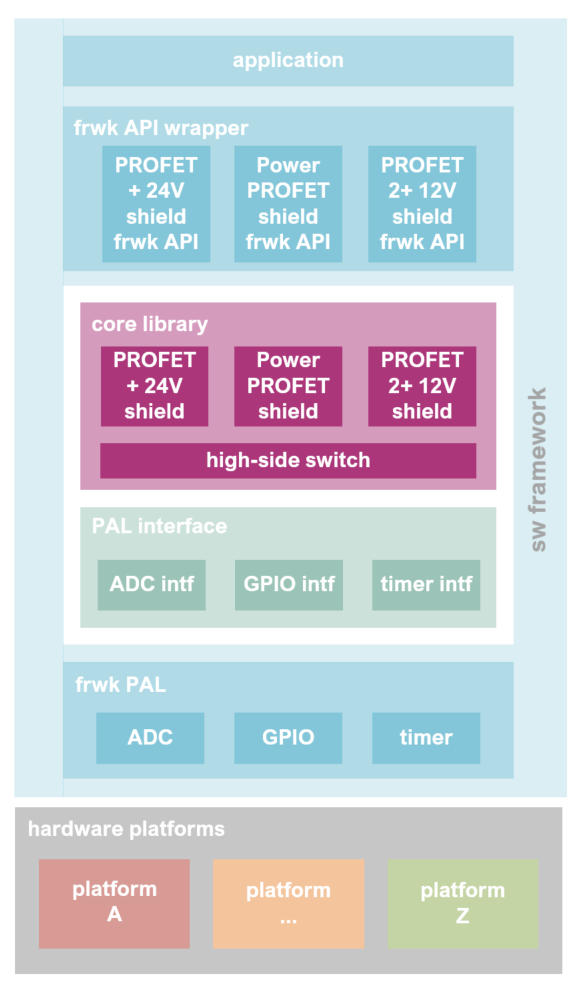 application
frwk API wrapper
PROFET
+ 24V
shield
frwk API
Power
PROFET
shield
frwk API
PROFET
2+ 12V
shield
frwk API
core library
PROFET
+ 24V
shield
Power
PROFET
shield
PROFET
2+ 12V
shield
high-side switch
PAL interface
ADC intf
GPIO intf
timer intf
frwk PAL
ADC
GPIO
timer
sw framework
hardware platforms
platform
A
platform
...
platform
Z